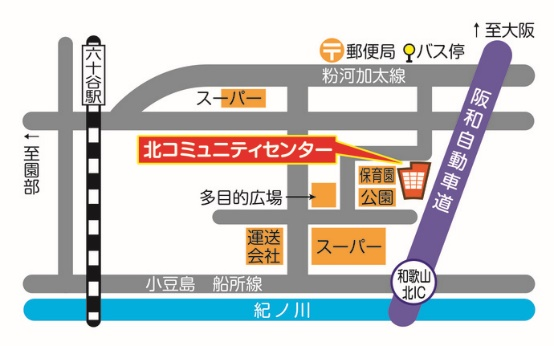 ↑至大阪
〒郵便局
バス停
粉河加太線
六十谷駅
スーパー
阪和自動車道
←至園部
北コミュニティセンター
保育園
公園
多目的広場→
運送
会社
スーパー
和歌山
北IC
小豆島 船所線
紀ノ川